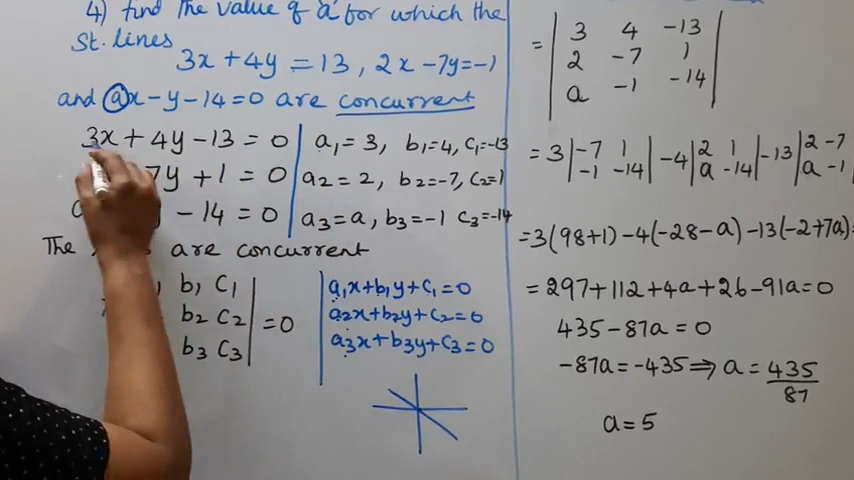 4) find the value of 'a' for which the
St. lines
3x + 4y = 13 , 2x - 7y = -1
and ax - y - 14 = 0 are concurrent
3x + 4y - 13 = 0
7y + 1 = 0
- 14 = 0
a₁ = 3, b₁ = 4, c₁ = -13
a₂ = 2, b₂ = -7, c₂ = 1
a₃ = a, b₃ = -1 c₃ = -14
The are concurrent
b₁ c₁
b₂ c₂ = 0
b₃ c₃
a₁x + b₁y + c₁ = 0
a₂x + b₂y + c₂ = 0
a₃x + b₃y + c₃ = 0
= | 3 4 -13 |
| 2 -7 1 |
| a -1 -14 |
= 3 | -7 1 | - 4 | 2 1 | - 13 | 2 -7
| -1 -14 | | a -14 | | a -1
= 3(98+1) - 4(-28-a) - 13(-2+7a) =
= 297 + 112 + 4a + 26 - 91a = 0
435 - 87a = 0
-87a = -435 ⇒ a = 435/87
a = 5